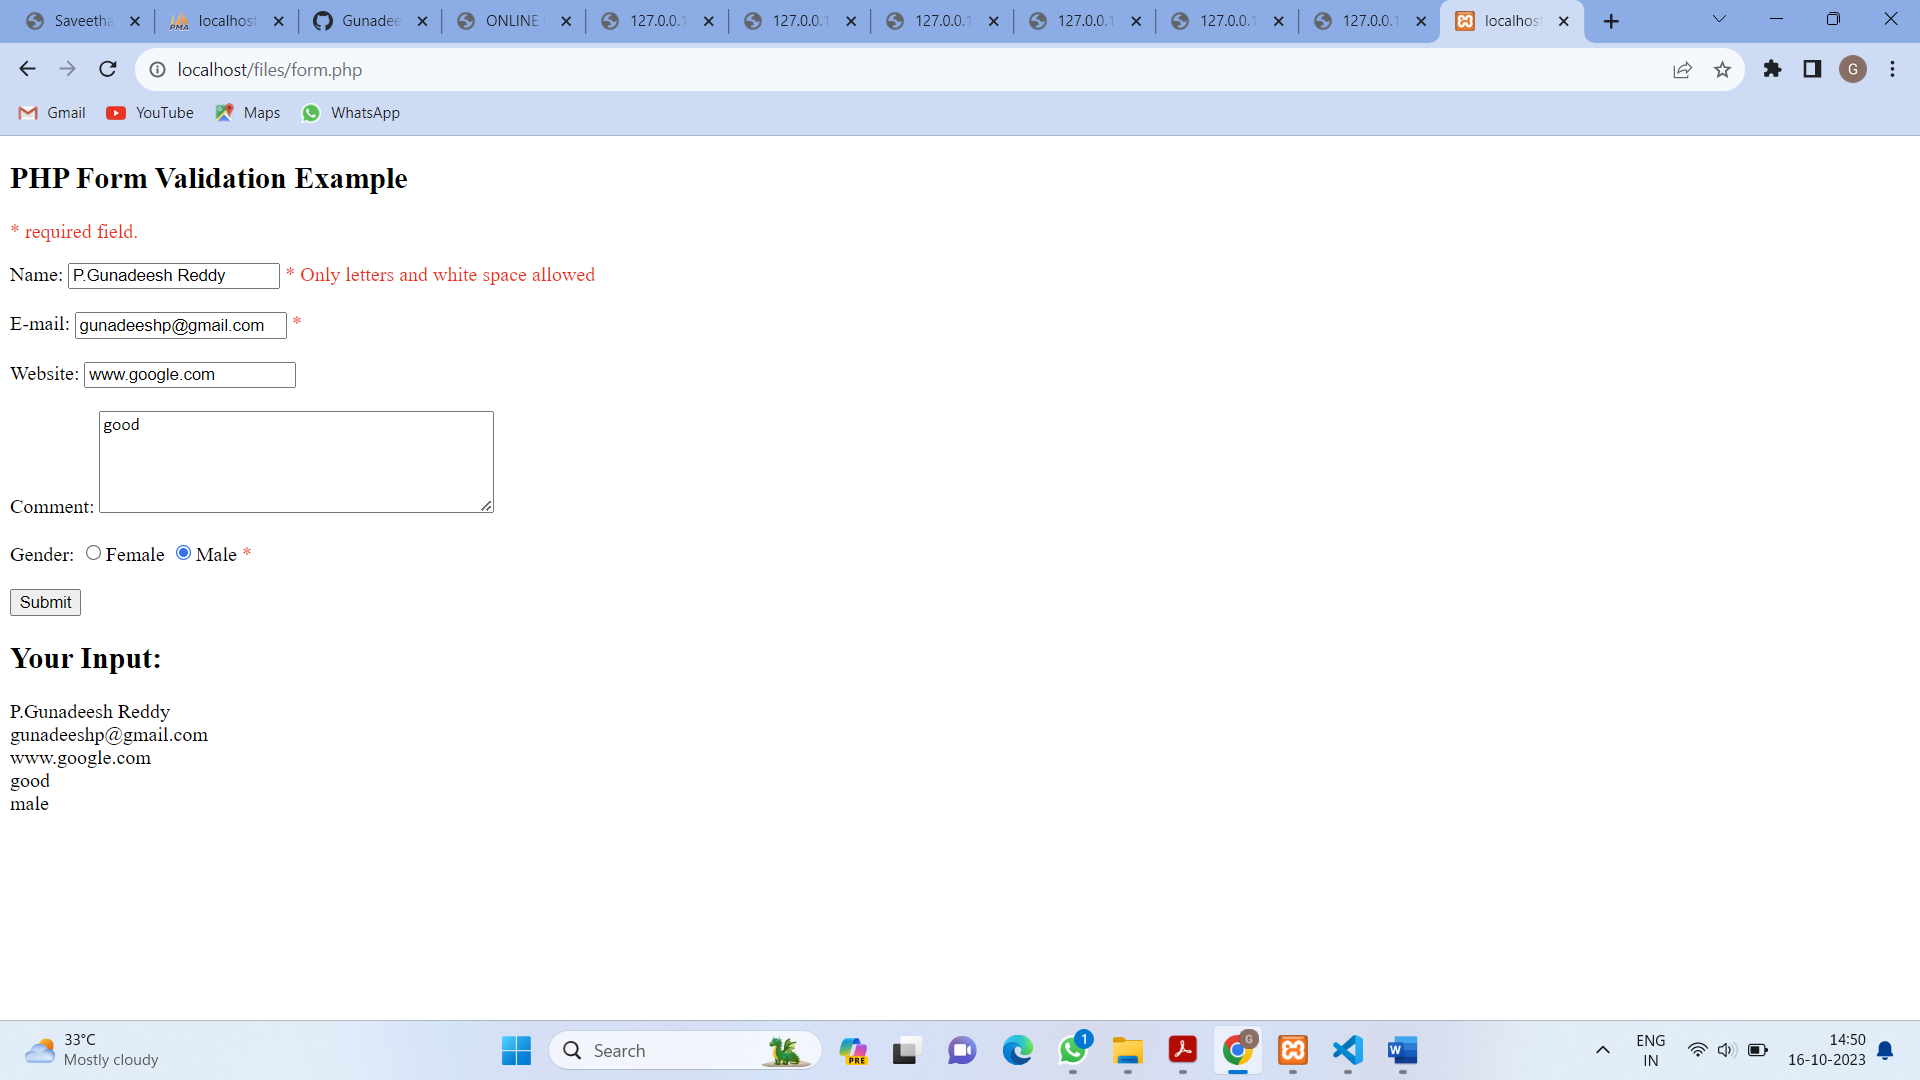 Saveetha
localhost
Gunadee
ONLINE
127.0.0.1
127.0.0.1
127.0.0.1
127.0.0.1
127.0.0.1
127.0.0.1
localhost
localhost/files/form.php
G
Gmail
YouTube
Maps
WhatsApp
PHP Form Validation Example
* required field.
Name: P.Gunadeesh Reddy * Only letters and white space allowed
E-mail: gunadeeshp@gmail.com *
Website: www.google.com
good
Comment:
Gender: Female Male *
Submit
Your Input:
P.Gunadeesh Reddy
gunadeeshp@gmail.com
www.google.com
good
male
33°C
Mostly cloudy
Search
PRE
1
G
ENG
IN
14:50
16-10-2023